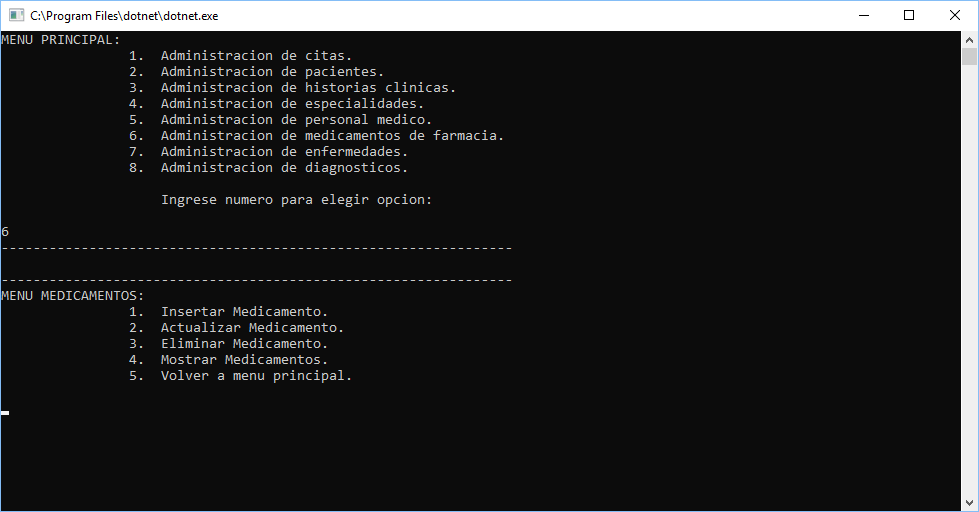 C:\Program Files\dotnet\dotnet.exe
MENU PRINCIPAL:
1.  Administracion de citas.
2.  Administracion de pacientes.
3.  Administracion de historias clinicas.
4.  Administracion de especialidades.
5.  Administracion de personal medico.
6.  Administracion de medicamentos de farmacia.
7.  Administracion de enfermedades.
8.  Administracion de diagnosticos.
Ingrese numero para elegir opcion:
6
----------------------------------------------------------------
----------------------------------------------------------------
MENU MEDICAMENTOS:
1.  Insertar Medicamento.
2.  Actualizar Medicamento.
3.  Eliminar Medicamento.
4.  Mostrar Medicamentos.
5.  Volver a menu principal.